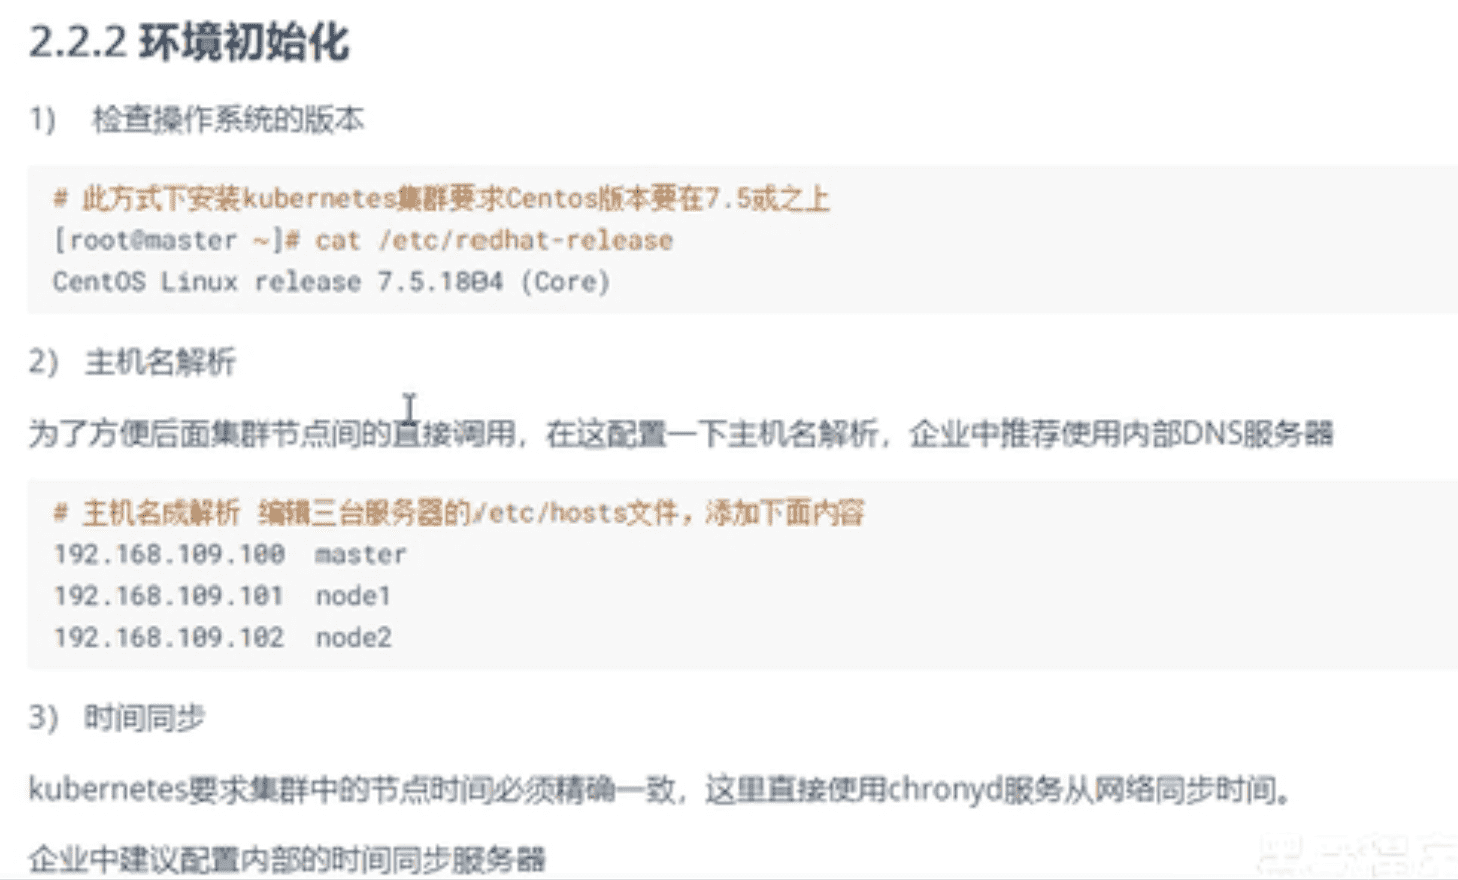 2.2.2 环境初始化
1) 检查操作系统的版本
# 此方式下安装kubernetes集群要求Centos版本要在7.5或之上
[root@master ~]# cat /etc/redhat-release
CentOS Linux release 7.5.1804 (Core)
2) 主机名解析
为了方便后面集群节点间的直接调用，在这配置一下主机名解析，企业中推荐使用内部DNS服务器
# 主机名成解析 编辑三台服务器的/etc/hosts文件，添加下面内容
192.168.109.100 master
192.168.109.101 node1
192.168.109.102 node2
3) 时间同步
kubernetes要求集群中的节点时间必须精确一致，这里直接使用chronyd服务从网络同步时间。
企业中建议配置内部的时间同步服务器